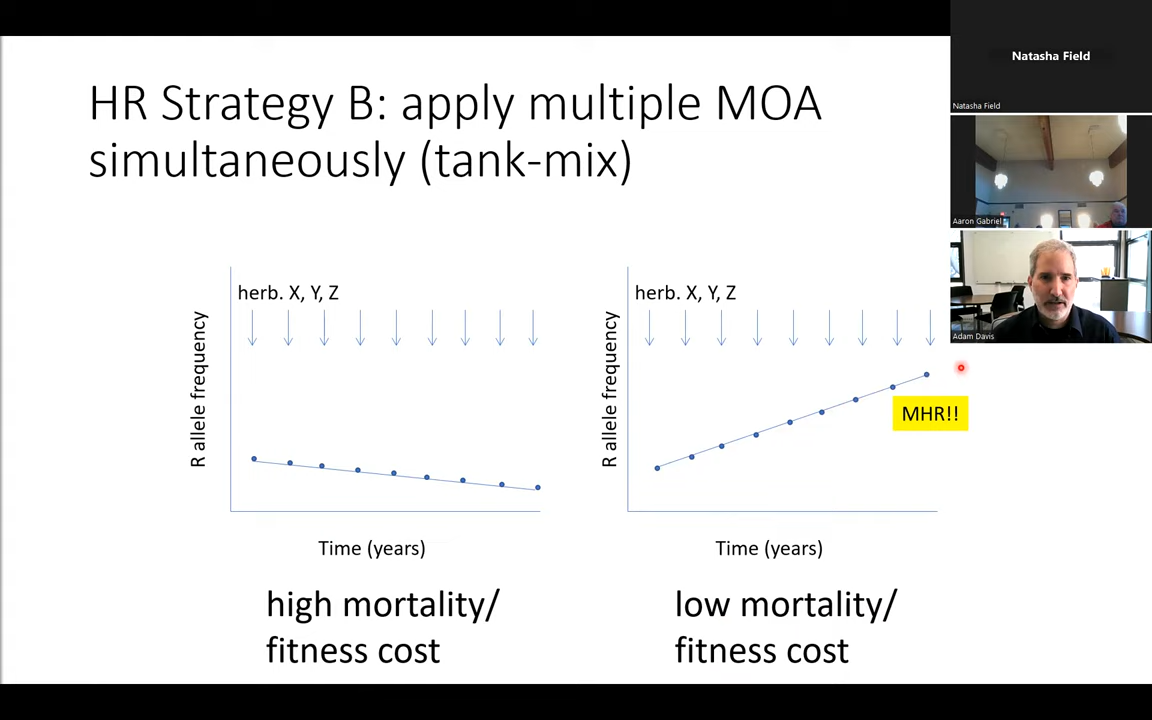 HR Strategy B: apply multiple MOA
simultaneously (tank-mix)
herb. X, Y, Z
R allele frequency
Time (years)
high mortality/
fitness cost
herb. X, Y, Z
R allele frequency
MHR!!
Time (years)
low mortality/
fitness cost
Natasha Field
Natasha Field
Aaron Gabriel
Adam Davis